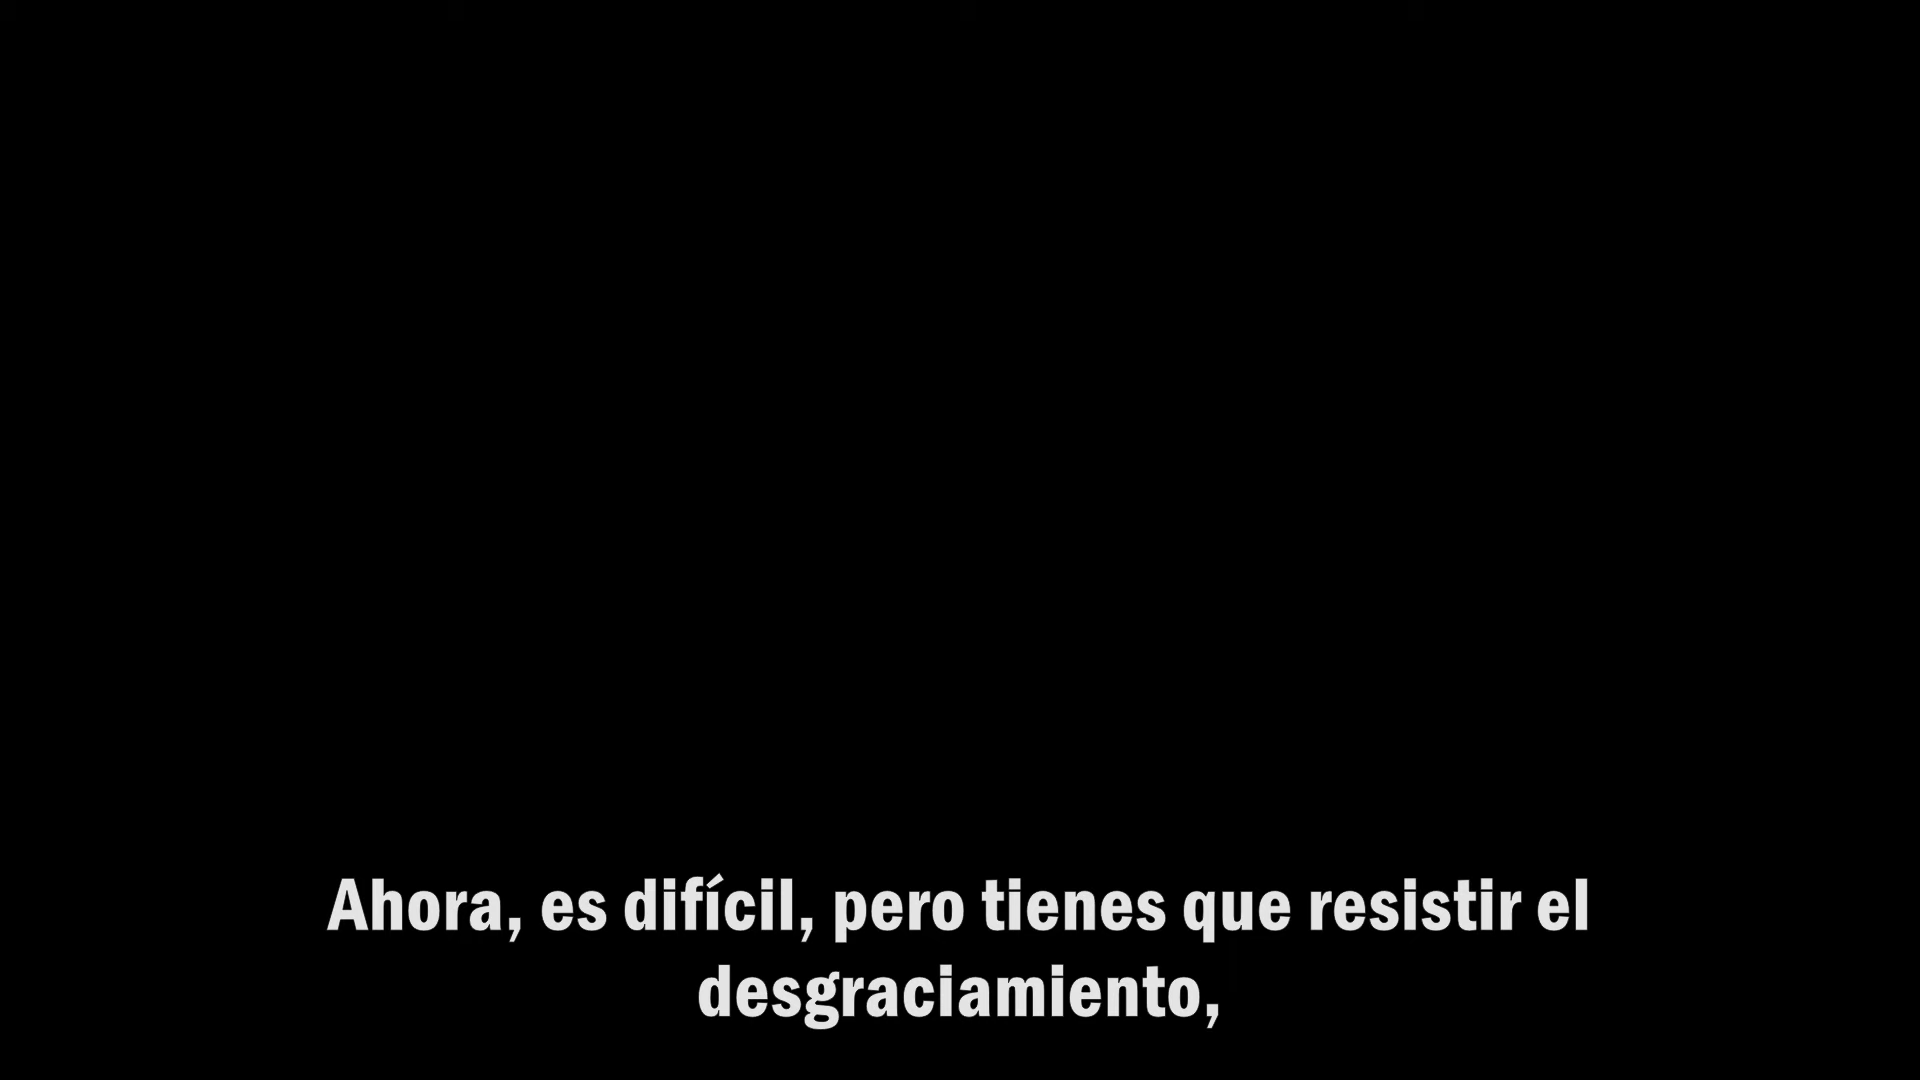 Ahora, es difícil, pero tienes que resistir el
desgraciamiento,